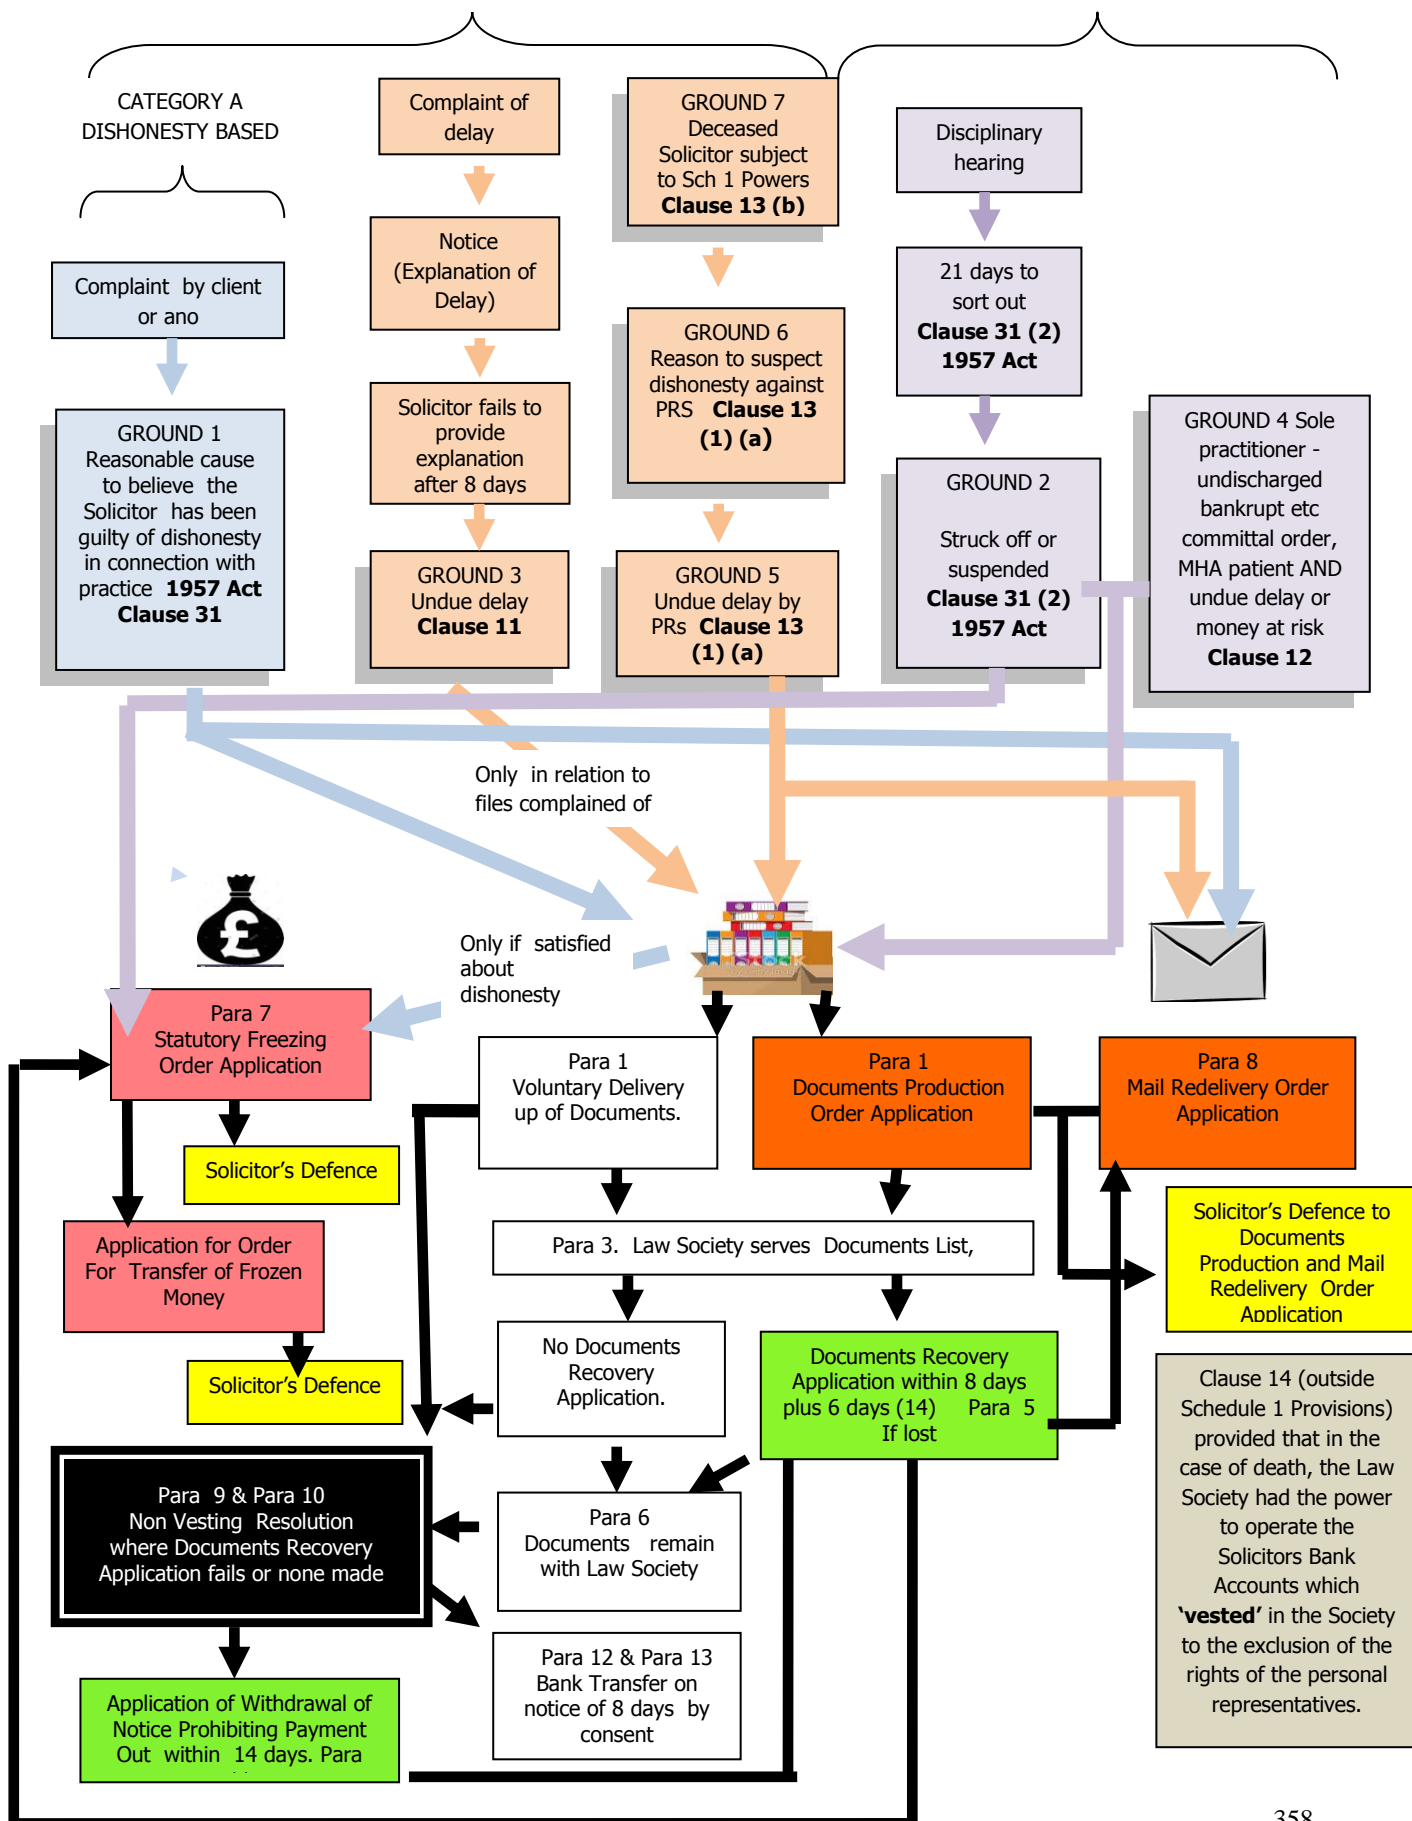 CATEGORY A
DISHONESTY BASED
Complaint by client
or ano
GROUND 1
Reasonable cause
to believe the
Solicitor has been
guilty of dishonesty
in connection with
practice 1957 Act
Clause 31
Complaint of
delay
Notice
(Explanation of
Delay)
Solicitor fails to
provide
explanation
after 8 days
GROUND 3
Undue delay
Clause 11
GROUND 7
Deceased
Solicitor subject
to Sch 1 Powers
Clause 13 (b)
GROUND 6
Reason to suspect
dishonesty against
PRS Clause 13
(1) (a)
GROUND 5
Undue delay by
PRs Clause 13
(1) (a)
Disciplinary
hearing
21 days to
sort out
Clause 31 (2)
1957 Act
GROUND 2
Struck off or
suspended
Clause 31 (2)
1957 Act
GROUND 4 Sole
practitioner -
undischarged
bankrupt etc
committal order,
MHA patient AND
undue delay or
money at risk
Clause 12
Only in relation to
files complained of
£
Only if satisfied
about
dishonesty
Para 7
Statutory Freezing
Order Application
Solicitor's Defence
Application for Order
For Transfer of Frozen
Money
Solicitor's Defence
Para 1
Voluntary Delivery
up of Documents.
Para 1
Documents Production
Order Application
Para 8
Mail Redelivery Order
Application
Solicitor's Defence to
Documents
Production and Mail
Redelivery Order
Application
Para 3. Law Society serves Documents List,
No Documents
Recovery
Application.
Documents Recovery
Application within 8 days
plus 6 days (14) Para 5
If lost
Para 9 & Para 10
Non Vesting Resolution
where Documents Recovery
Application fails or none made
Para 6
Documents remain
with Law Society
Para 12 & Para 13
Bank Transfer on
notice of 8 days by
consent
Application of Withdrawal of
Notice Prohibiting Payment
Out within 14 days. Para
Clause 14 (outside
Schedule 1 Provisions)
provided that in the
case of death, the Law
Society had the power
to operate the
Solicitors Bank
Accounts which
'vested' in the Society
to the exclusion of the
rights of the personal
representatives.
358